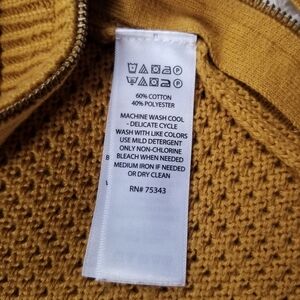 60% COTTON
40% POLYESTER
MACHINE WASH COOL
- DELICATE CYCLE
WASH WITH LIKE COLORS
USE MILD DETERGENT
ONLY NON-CHLORINE
BLEACH WHEN NEEDED
MEDIUM IRON IF NEEDED
OR DRY CLEAN
RN# 75343